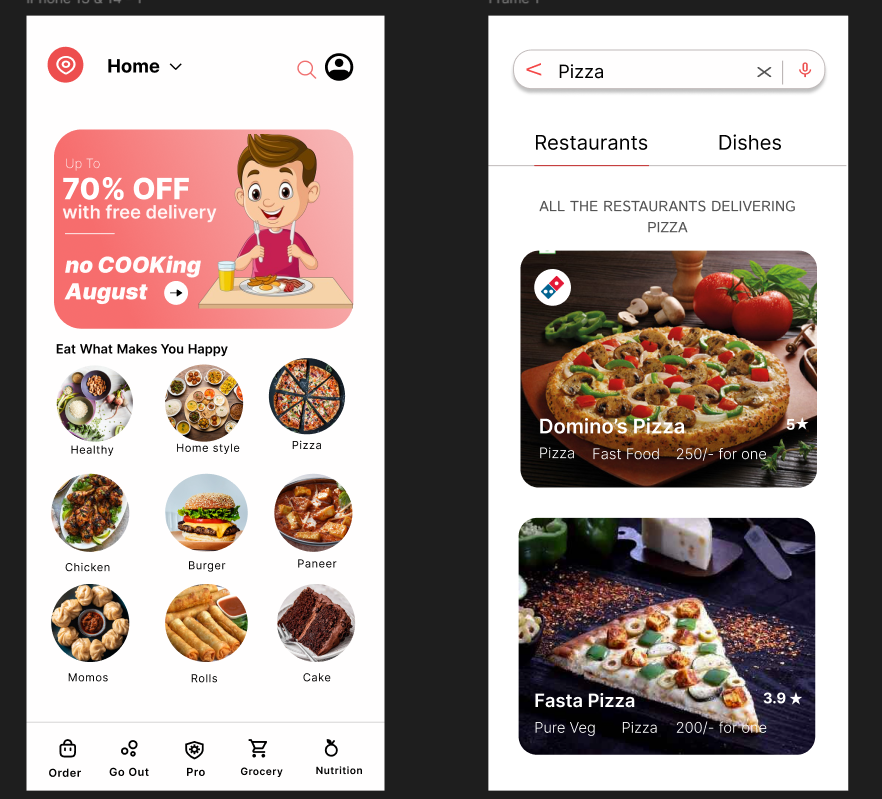 Home
Up To
70% OFF
with free delivery
no COOKing
August
Eat What Makes You Happy
Healthy Home style Pizza
Chicken Burger Paneer
Momos Rolls Cake
Order Go Out Pro Grocery Nutrition
Pizza
Restaurants Dishes
ALL THE RESTAURANTS DELIVERING
PIZZA
Domino's Pizza 5★
Pizza Fast Food 250/- for one
Fasta Pizza 3.9 ★
Pure Veg Pizza 200/- for one